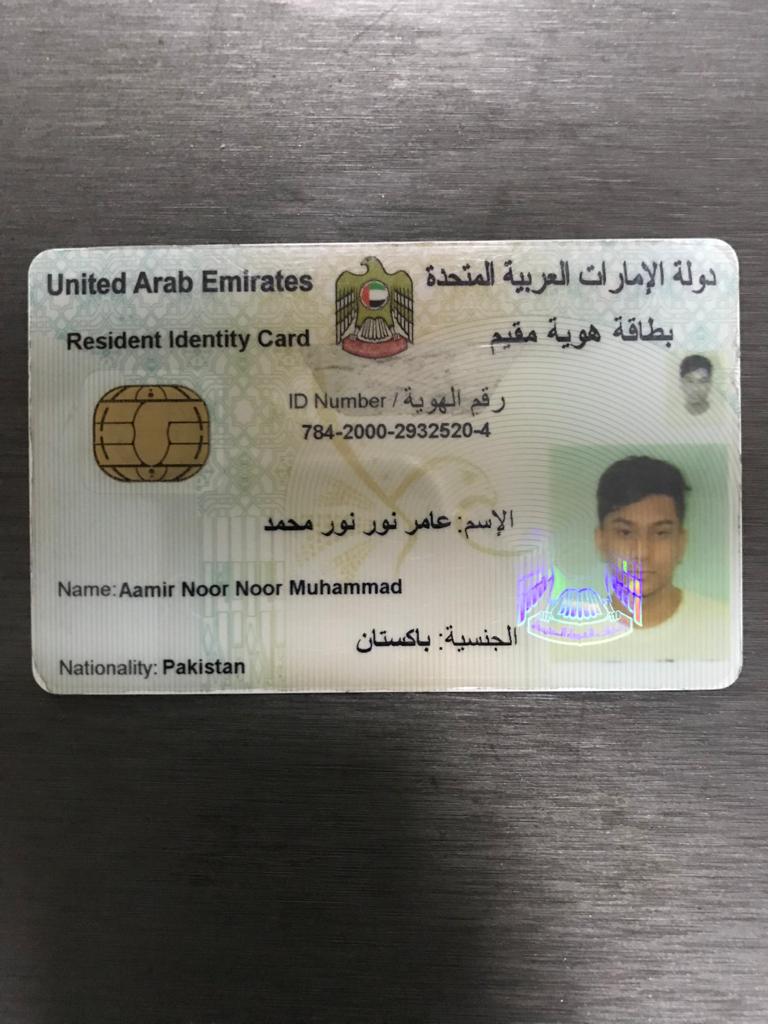 United Arab Emirates
دولة الإمارات العربية المتحدة
Resident Identity Card
بطاقة هوية مقيم
ID Number / رقم الهوية
784-2000-2932520-4
الإسم: عامر نور نور محمد
Name: Aamir Noor Noor Muhammad
الجنسية: باكستان
Nationality: Pakistan